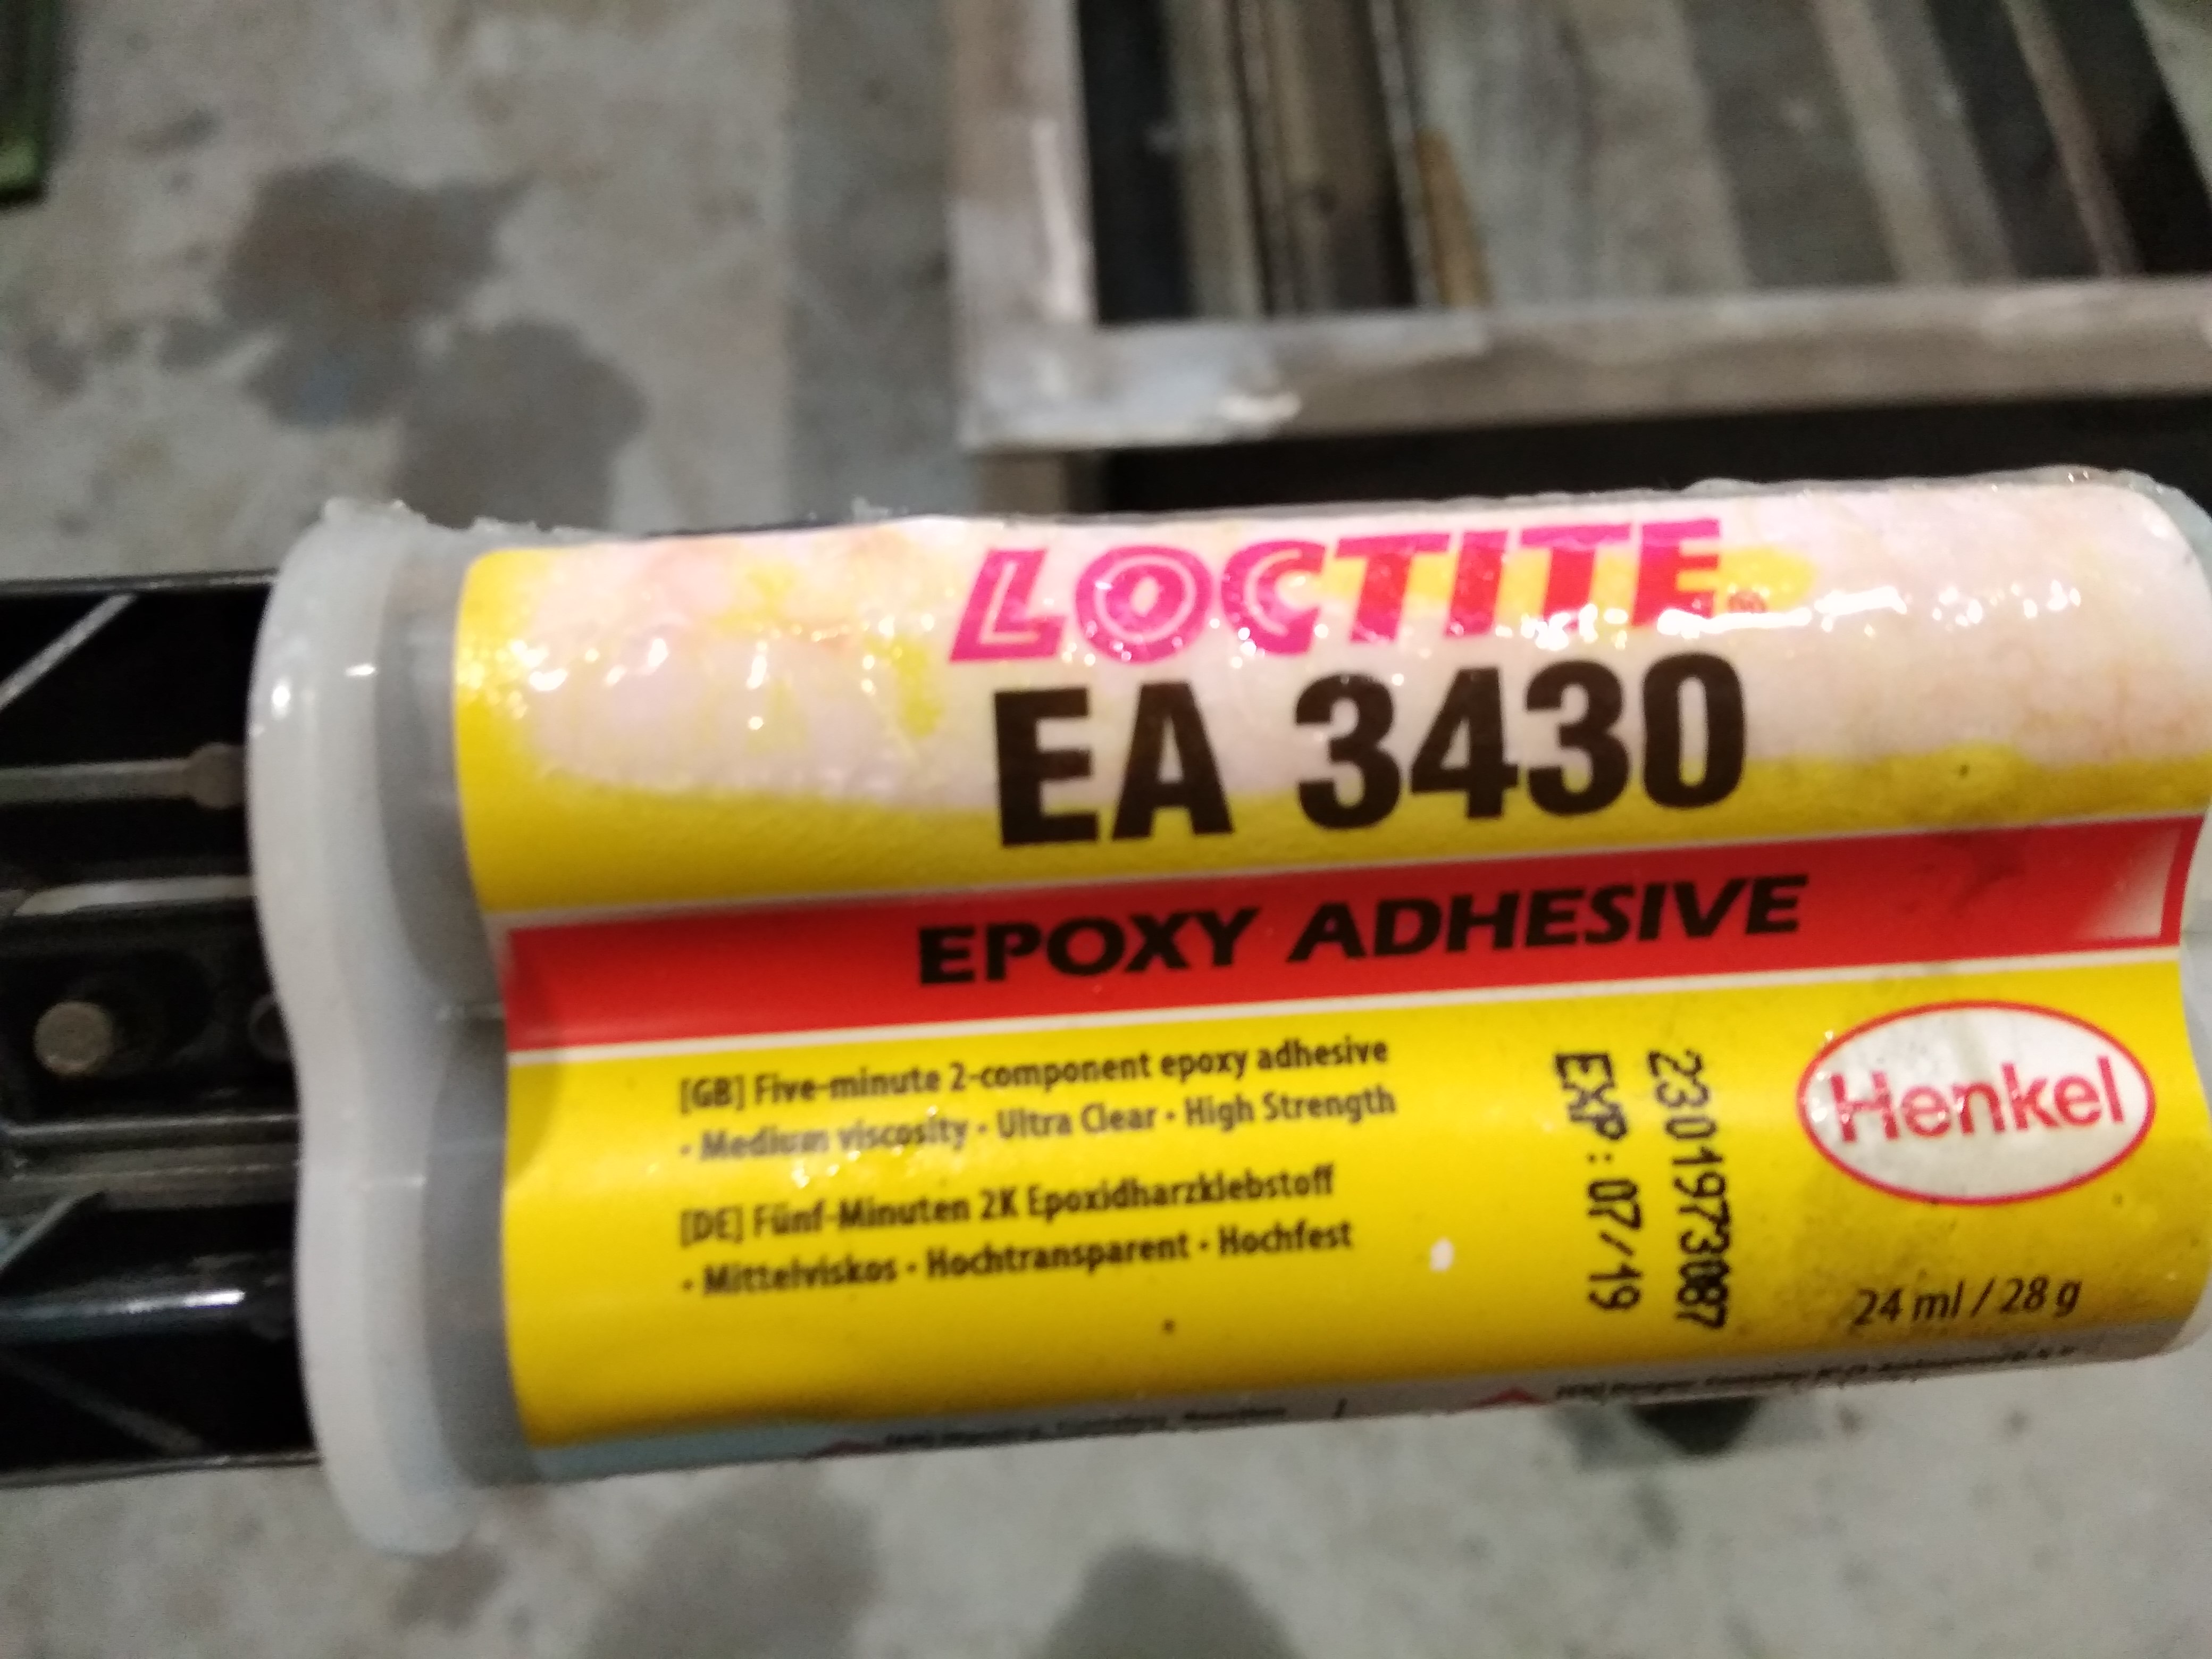 LOCTITE
EA 3430
EPOXY ADHESIVE
[GB] Five-minute 2-component epoxy adhesive
• Medium viscosity • Ultra Clear • High Strength
[DE] Fünf-Minuten 2K Epoxidharzklebstoff
• Mittelviskos • Hochtransparent • Hochfest
2301973087
EXP: 07/19
Henkel
24 ml / 28 g